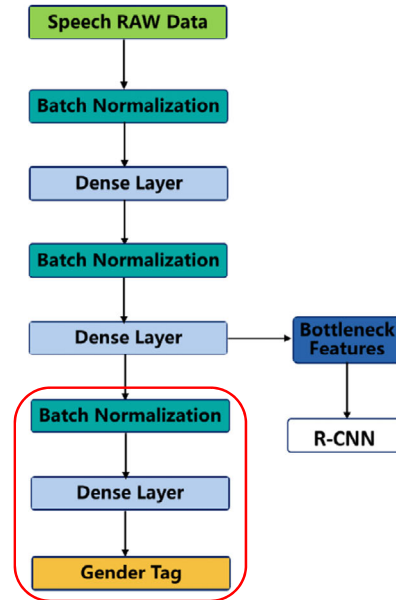 Speech RAW Data
Batch Normalization
Dense Layer
Batch Normalization
Dense Layer
Bottleneck
Features
Batch Normalization
R-CNN
Dense Layer
Gender Tag